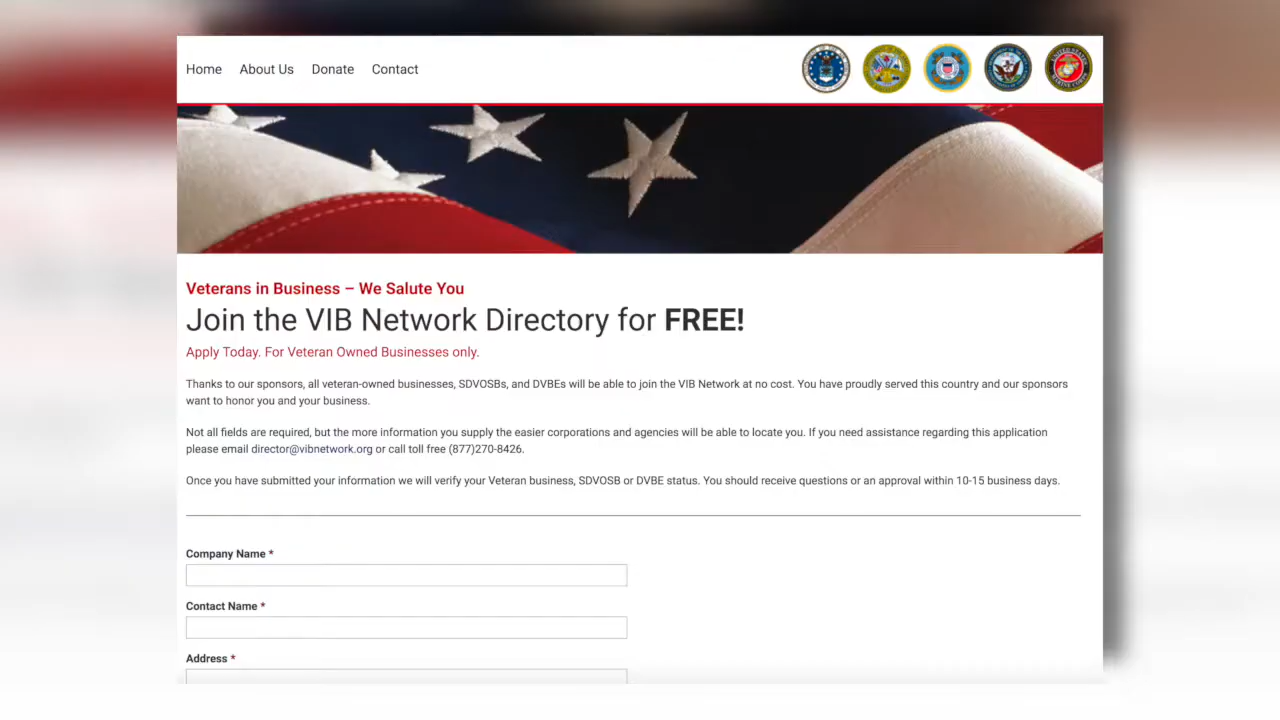 Home About Us Donate Contact
Veterans in Business – We Salute You
Join the VIB Network Directory for FREE!
Apply Today. For Veteran Owned Businesses only.
Thanks to our sponsors, all veteran-owned businesses, SDVOSBs, and DVBEs will be able to join the VIB Network at no cost. You have proudly served this country and our sponsors
want to honor you and your business.
Not all fields are required, but the more information you supply the easier corporations and agencies will be able to locate you. If you need assistance regarding this application
please email director@vibnetwork.org or call toll free (877)270-8426.
Once you have submitted your information we will verify your Veteran business, SDVOSB or DVBE status. You should receive questions or an approval within 10-15 business days.
Company Name *
Contact Name *
Address *